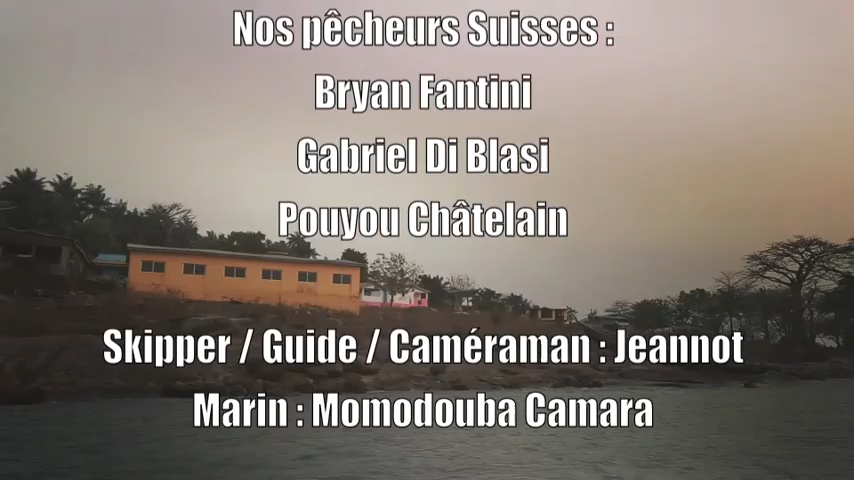 Nos pêcheurs Suisses :
Bryan Fantini
Gabriel Di Blasi
Pouyou Châtelain
Skipper / Guide / Caméraman : Jeannot
Marin : Momodouba Camara